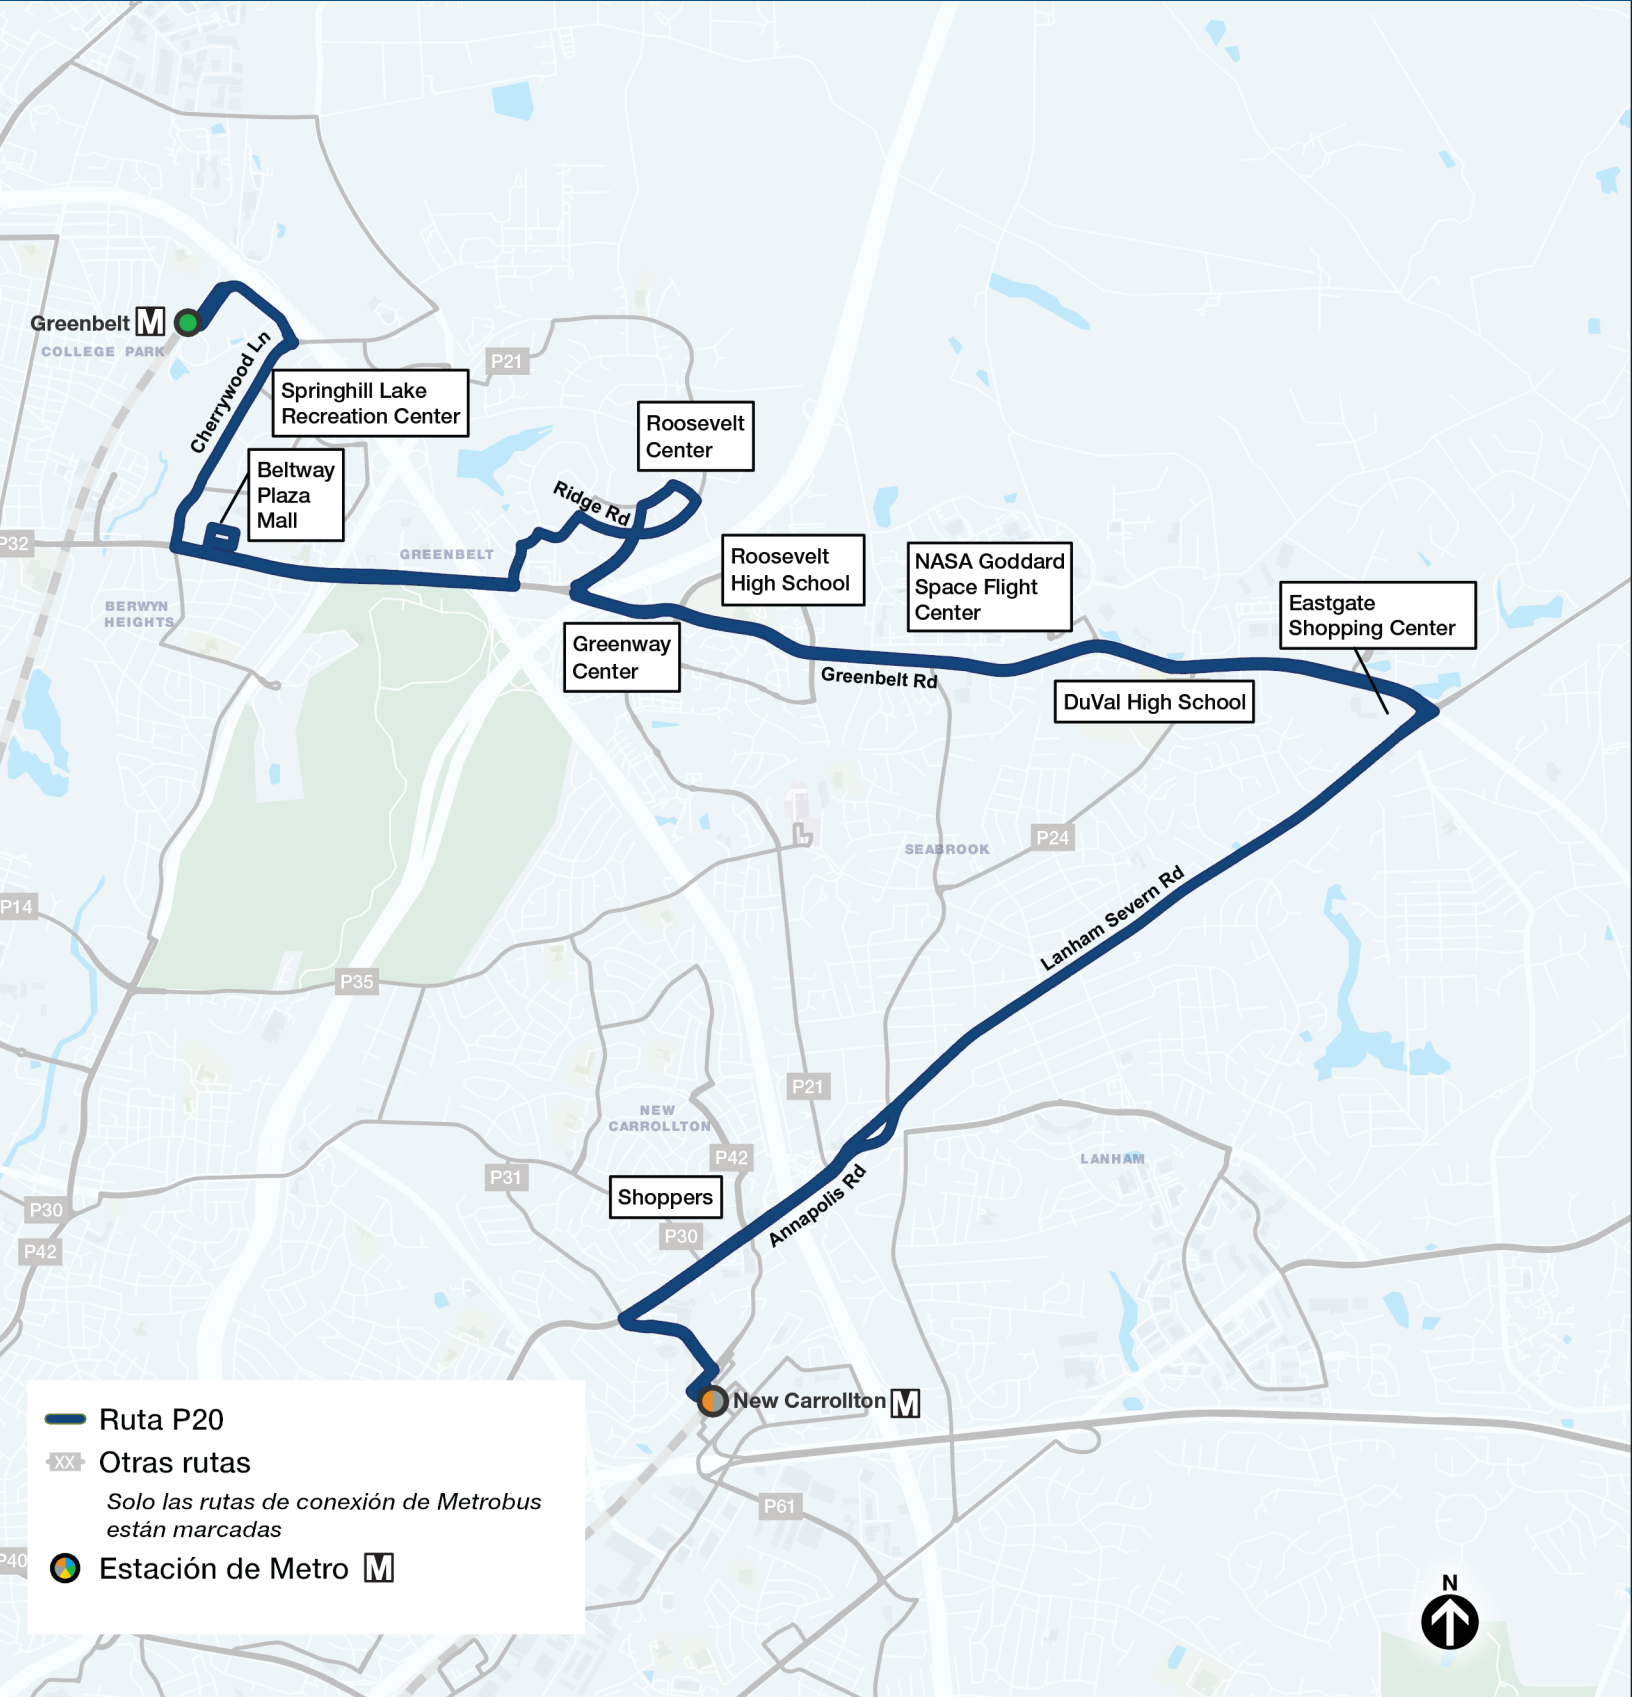 Greenbelt M
COLLEGE PARK
Cherrywood Ln
Springhill Lake
Recreation Center
Beltway
Plaza
Mall
P21
Roosevelt
Center
Ridge Rd
P32
GREENBELT
BERWYN
HEIGHTS
Roosevelt
High School
NASA Goddard
Space Flight
Center
Eastgate
Shopping Center
Greenway
Center
Greenbelt Rd
DuVal High School
P24
SEABROOK
P14
P35
Lanham Severn Rd
P21
NEW
CARROLLTON
P42
LANHAM
P31
Shoppers
Annapolis Rd
P30
P30
P42
New Carrollton M
P61
P40
Ruta P20
XX Otras rutas
Solo las rutas de conexión de Metrobus
están marcadas
Estación de Metro M
N